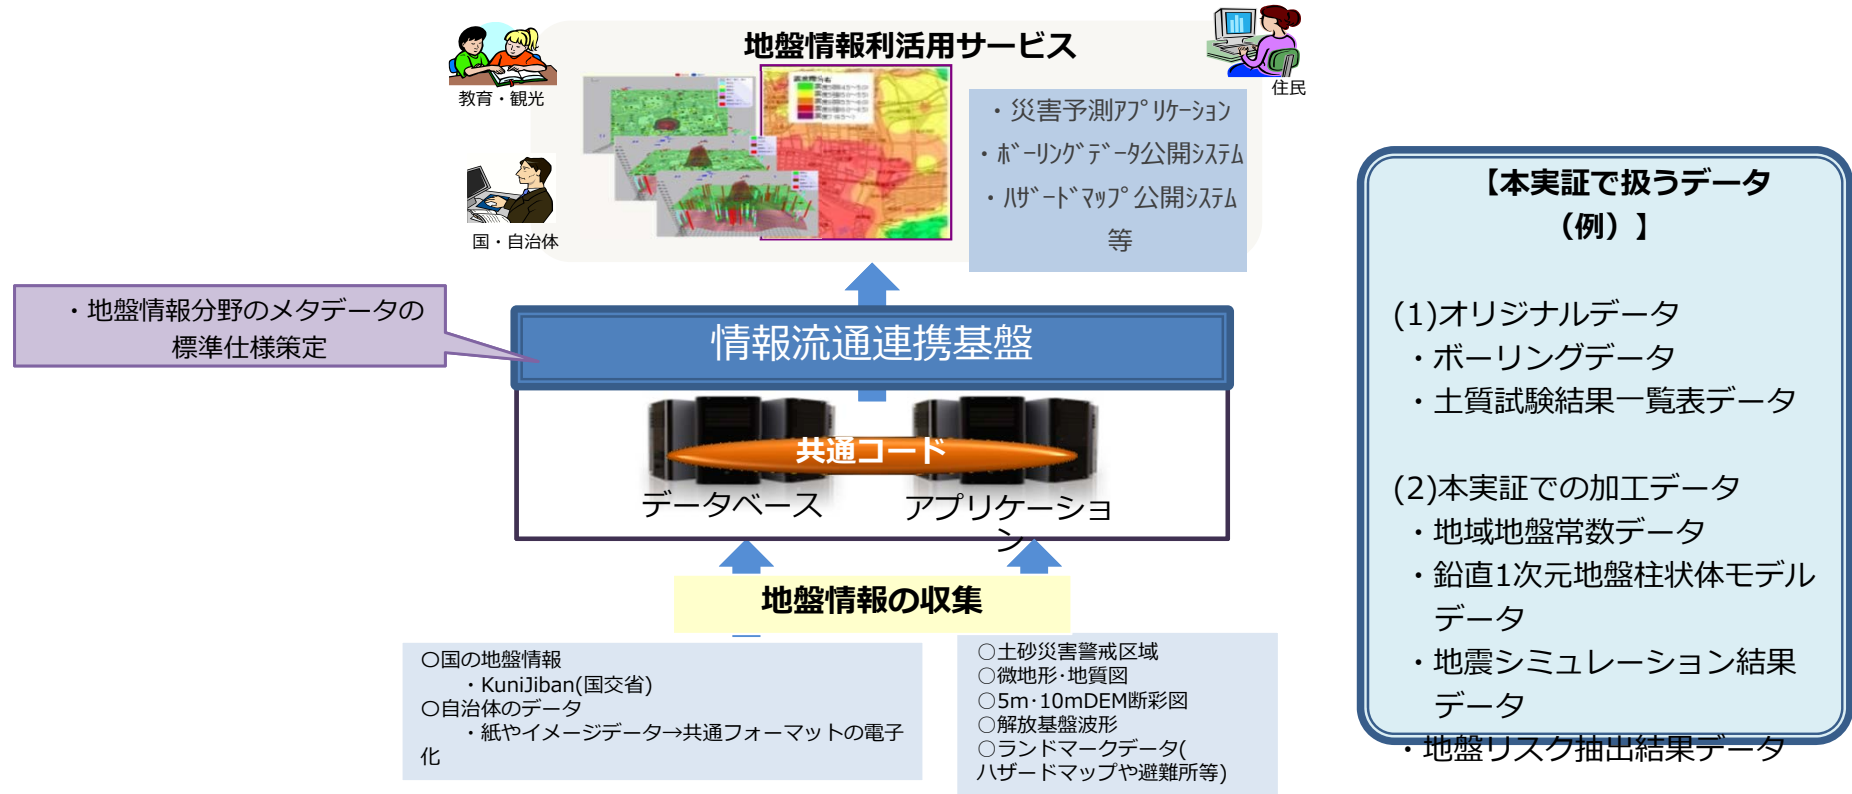 地盤情報利活用サービス
教育・観光
住民
国・自治体
・災害予測ｱﾌﾟﾘｹｰｼｮﾝ
・ﾎﾞｰﾘﾝｸﾞﾃﾞｰﾀ公開ｼｽﾃﾑ
・ﾊｻﾞｰﾄﾞﾏｯﾌﾟ公開ｼｽﾃﾑ
等
・地盤情報分野のメタデータの
標準仕様策定
情報流通連携基盤
共通コード
データベース
アプリケーショ
ン
地盤情報の収集
〇国の地盤情報
・KuniJiban(国交省)
〇自治体のデータ
・紙やイメージデータ→共通フォーマットの電子
化
○土砂災害警戒区域
○微地形･地質図
○5m･10mDEM断彩図
○解放基盤波形
○ランドマークデータ(
ハザードマップや避難所等)
【本実証で扱うデータ
（例）】
(1)オリジナルデータ
・ボーリングデータ
・土質試験結果一覧表データ
(2)本実証での加工データ
・地域地盤常数データ
・鉛直1次元地盤柱状体モデル
データ
・地震シミュレーション結果
データ
・地盤リスク抽出結果データ